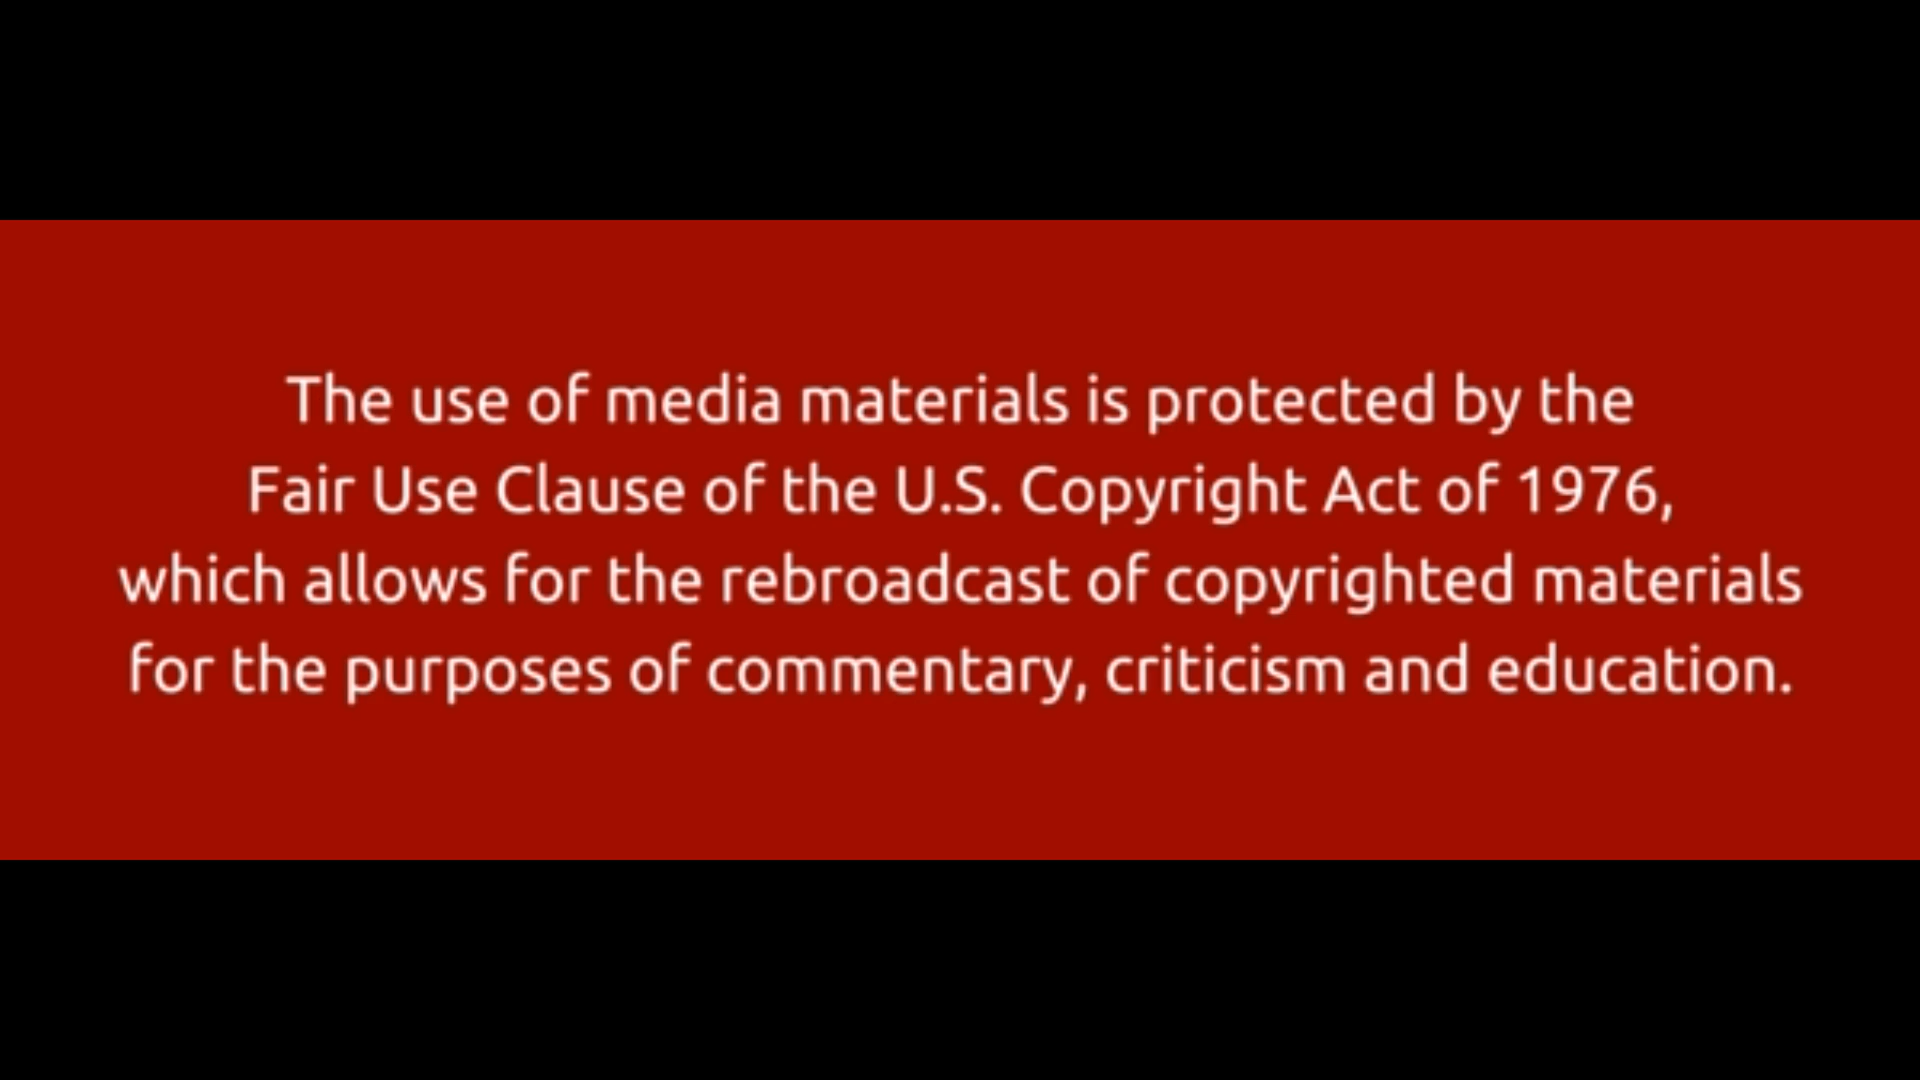 The use of media materials is protected by the
Fair Use Clause of the U.S. Copyright Act of 1976,
which allows for the rebroadcast of copyrighted materials
for the purposes of commentary, criticism and education.